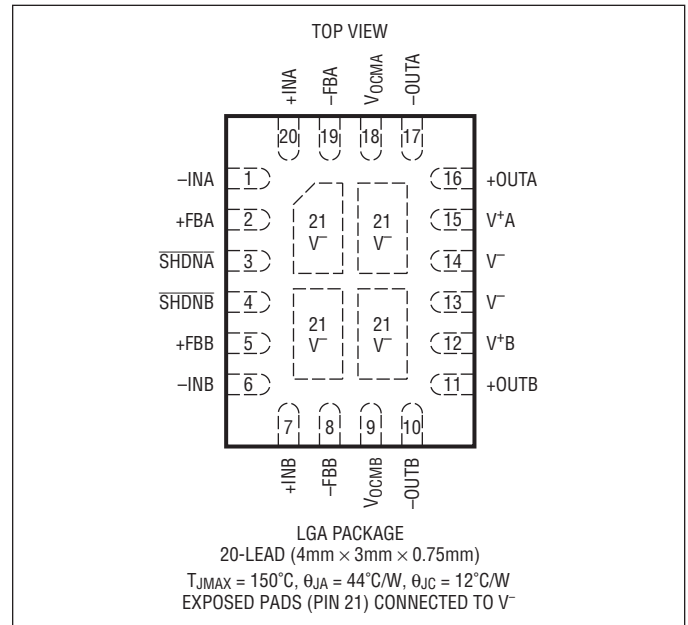 TOP VIEW
+INA
–FBA
VOCMA
–OUTA
20
19
18
17
–INA 1
16 +OUTA
+FBA 2
15 V+A
SHDNA 3
14 V–
SHDNB 4
13 V–
+FBB 5
12 V+B
–INB 6
11 +OUTB
21
V–
21
V–
21
V–
21
V–
7
8
9
10
+INB
–FBB
VOCMB
–OUTB
LGA PACKAGE
20-LEAD (4mm × 3mm × 0.75mm)
TJMAX = 150°C, θJA = 44°C/W, θJC = 12°C/W
EXPOSED PADS (PIN 21) CONNECTED TO V–